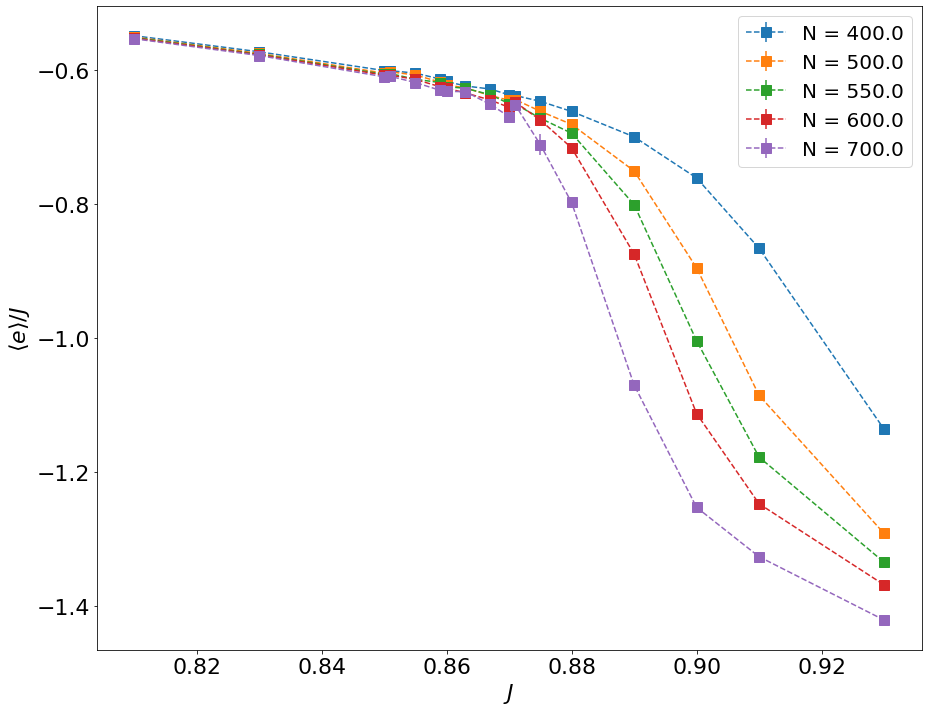 N = 400.0
N = 500.0
N = 550.0
N = 600.0
N = 700.0
−0.6
−0.8
−1.0
−1.2
−1.4
⟨e⟩/J
0.82 0.84 0.86 0.88 0.90 0.92
J